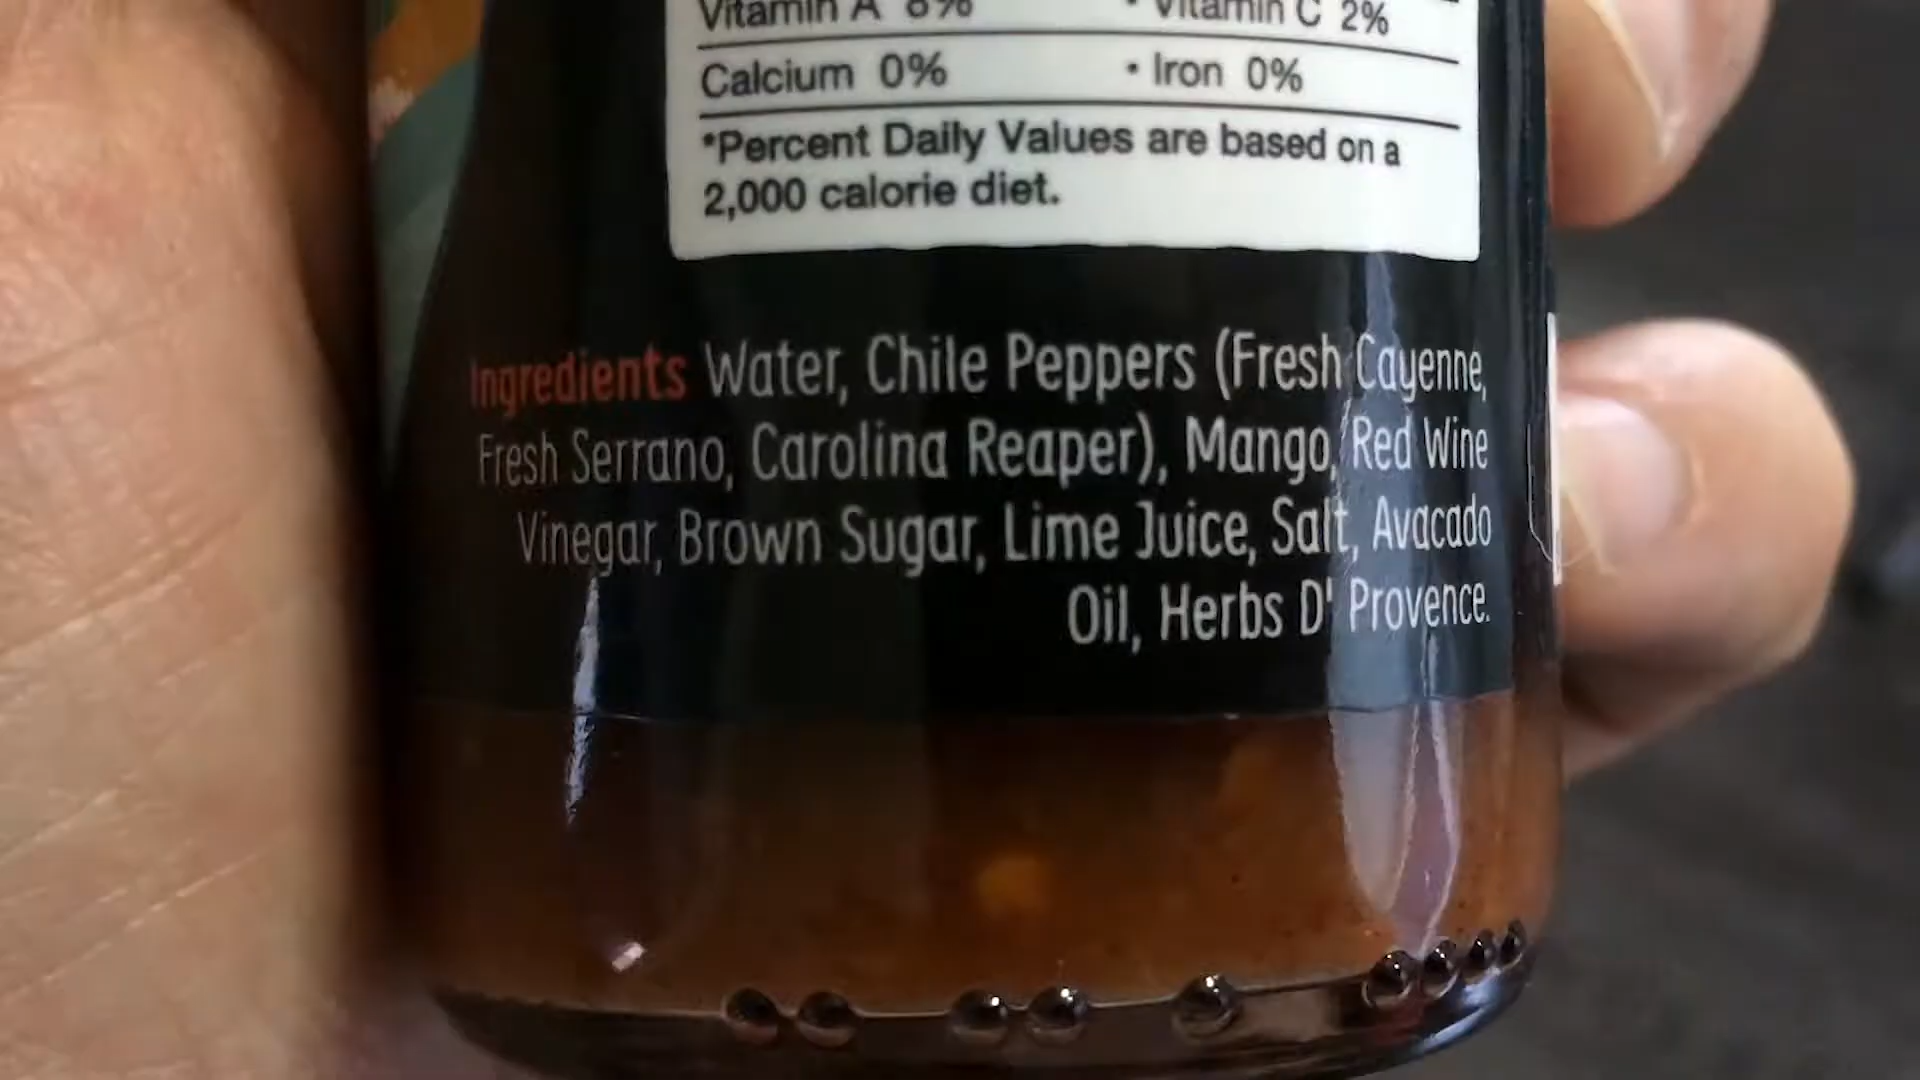 Vitamin A 8% • Vitamin C 2%
Calcium 0% • Iron 0%
*Percent Daily Values are based on a
2,000 calorie diet.
Ingredients Water, Chile Peppers (Fresh Cayenne,
Fresh Serrano, Carolina Reaper), Mango, Red Wine
Vinegar, Brown Sugar, Lime Juice, Salt, Avacado
Oil, Herbs D' Provence.